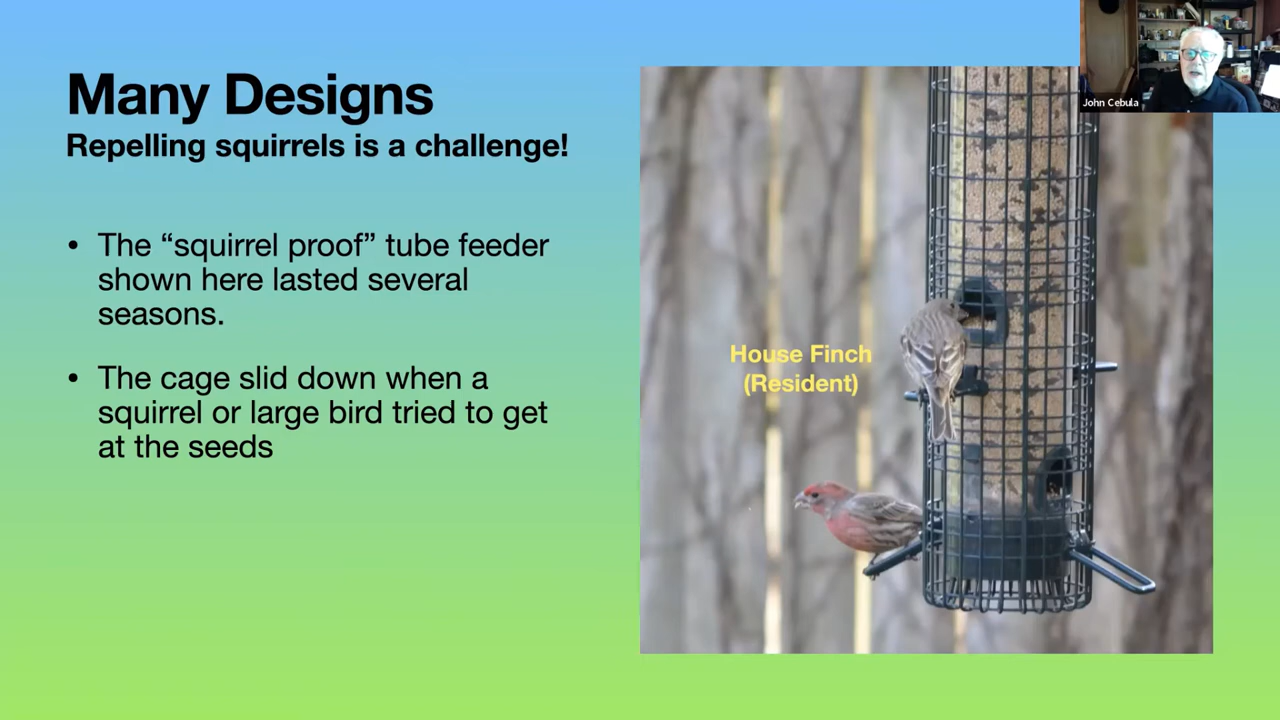 Many Designs
Repelling squirrels is a challenge!
• The “squirrel proof” tube feeder
shown here lasted several
seasons.
• The cage slid down when a
squirrel or large bird tried to get
at the seeds
House Finch
(Resident)
John Cebula